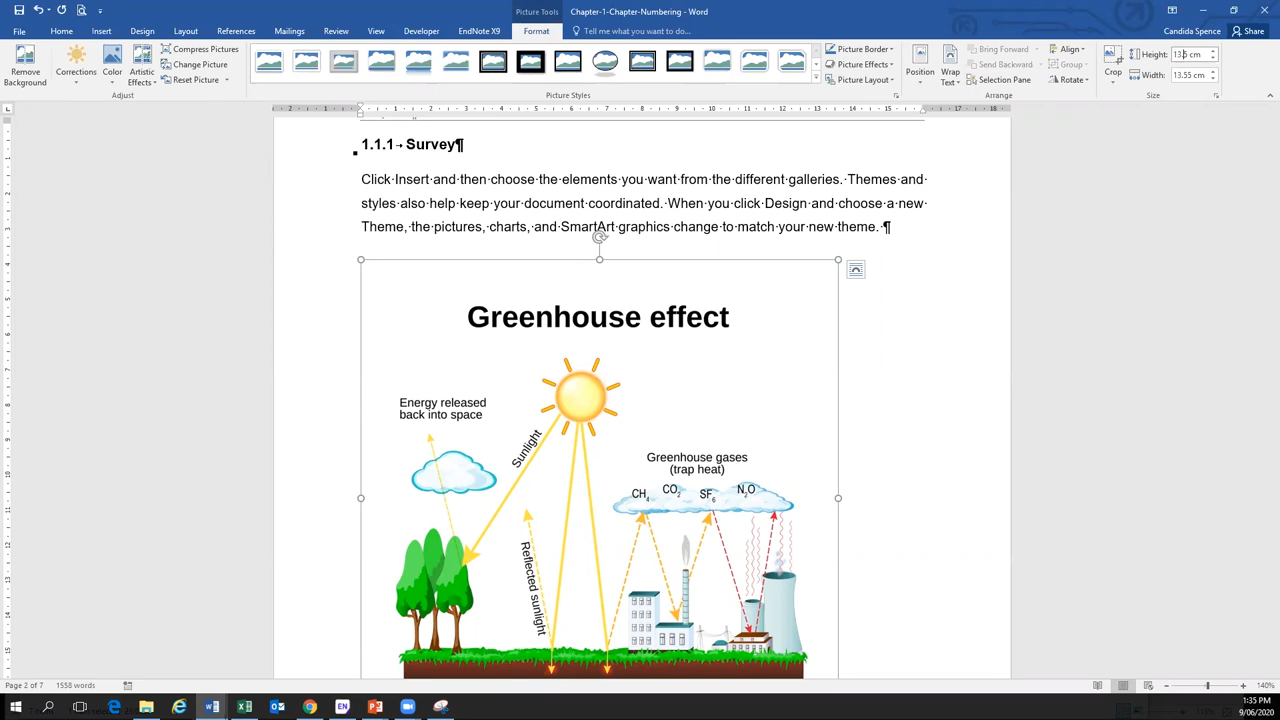 Picture Tools
Chapter-1-Chapter-Numbering - Word
File Home Insert Draw Design Layout References Mailings Review View Developer EndNote X9 Format Tell me what you want to do...
Candida Spence Share
Remove Background
Corrections
Color
Artistic Effects
Compress Pictures
Change Picture
Reset Picture
Adjust
Picture Styles
Picture Border
Picture Effects
Picture Layout
Position
Wrap Text
Bring Forward
Send Backward
Selection Pane
Align
Group
Rotate
Arrange
Crop
Width: 13.55 cm
Size
1.1.1→Survey¶
Click·Insert·and·then·choose·the·elements·you·want·from·the·different·galleries.·Themes·and·
styles·also·help·keep·your·document·coordinated.·When·you·click·Design·and·choose·a·new·
Theme,·the·pictures,·charts,·and·SmartArt·graphics·change·to·match·your·new·theme.·¶
Greenhouse effect
Energy released
back into space
Sunlight
Reflected sunlight
Greenhouse gases
(trap heat)
CH4 CO2 SF6 N2O
Page 2 of 7 1558 words
140%
EN
1:35 PM
9/06/2020